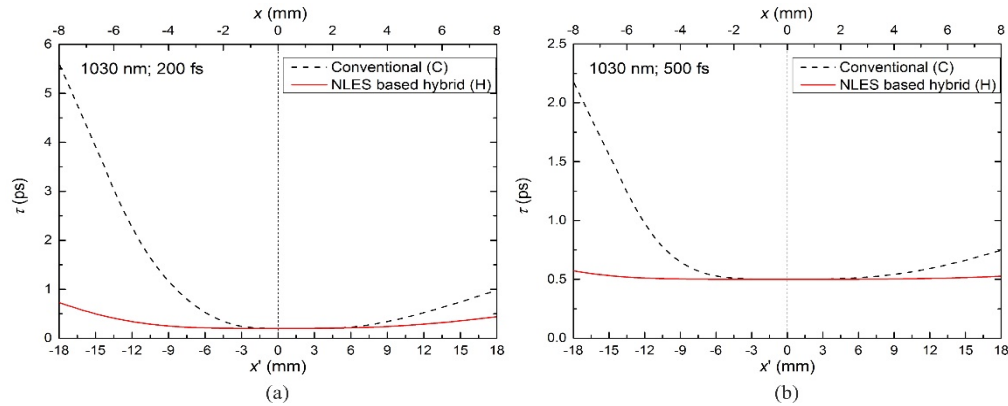 x (mm)
-8 -6 -4 -2 0 2 4 6 8
6
5
4
3
2
1
0
τ (ps)
1030 nm; 200 fs
Conventional (C)
NLES based hybrid (H)
-18 -15 -12 -9 -6 -3 0 3 6 9 12 15 18
x' (mm)
(a)
x (mm)
-8 -6 -4 -2 0 2 4 6 8
2.5
2.0
1.5
1.0
0.5
0.0
τ (ps)
1030 nm; 500 fs
Conventional (C)
NLES based hybrid (H)
-18 -15 -12 -9 -6 -3 0 3 6 9 12 15 18
x' (mm)
(b)